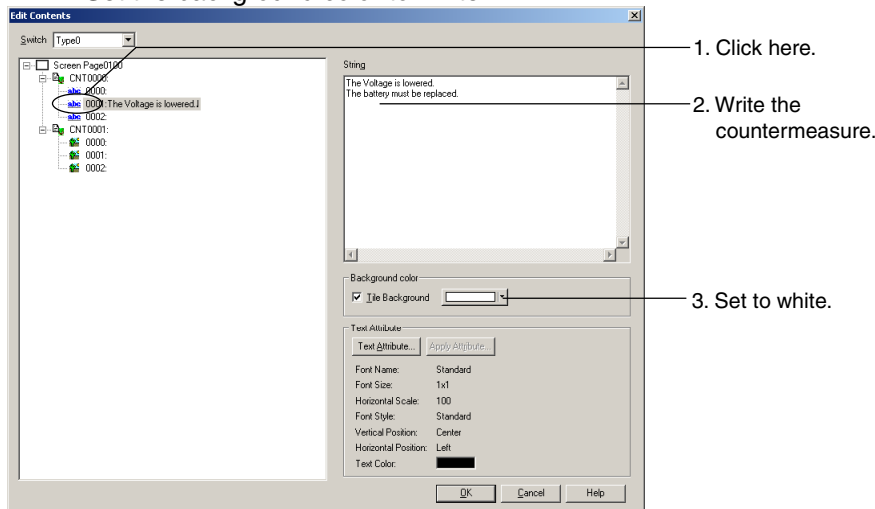 Edit Contents
Switch Type0
Screen Page0100
CNT0000:
abc 0000:
abc 0001:The Voltage is lowered.↓
abc 0002:
CNT0001:
0000:
0001:
0002:
String
The Voltage is lowered.
The battery must be replaced.
Background color
Tile Background
Text Attribute
Text Attribute... Apply Attribute...
Font Name: Standard
Font Size: 1x1
Horizontal Scale: 100
Font Style: Standard
Vertical Position: Center
Horizontal Position: Left
Text Color:
OK Cancel Help
1. Click here.
2. Write the
countermeasure.
3. Set to white.